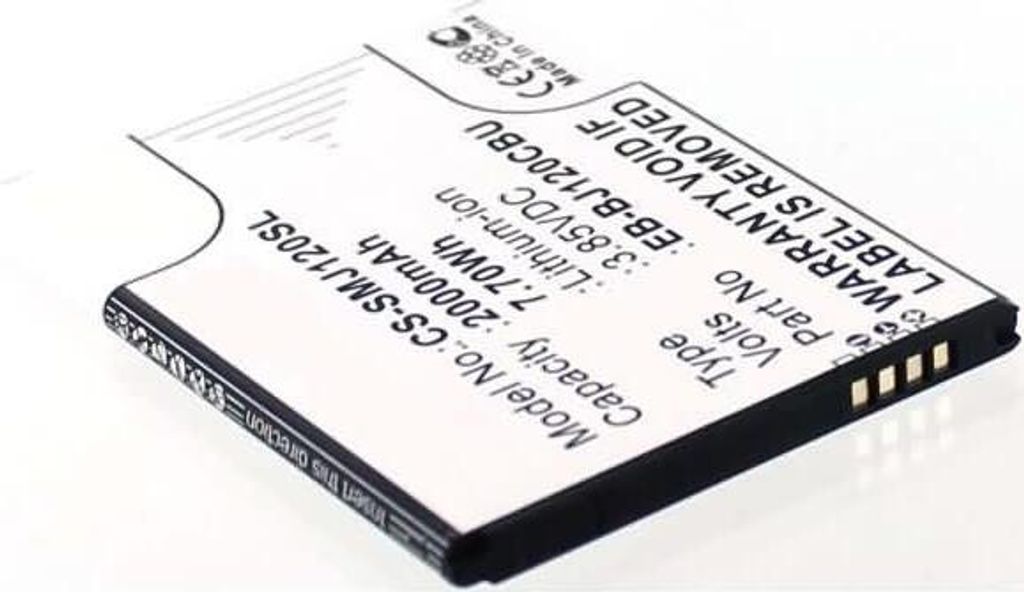 Model No.:CS-SMJ120SL
Capacity :2000mAh
7.70Wh
Type :Lithium-ion
Volts :3.85VDC
Part No :EB-BJ120CBU
WARRANTY VOID IF
LABEL IS REMOVED
CE
Made in China
Insert this direction